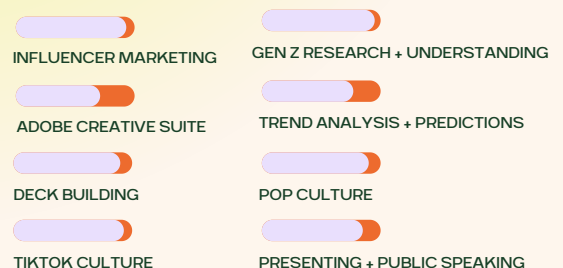 INFLUENCER MARKETING
GEN Z RESEARCH + UNDERSTANDING
ADOBE CREATIVE SUITE
TREND ANALYSIS + PREDICTIONS
DECK BUILDING
POP CULTURE
TIKTOK CULTURE
PRESENTING + PUBLIC SPEAKING